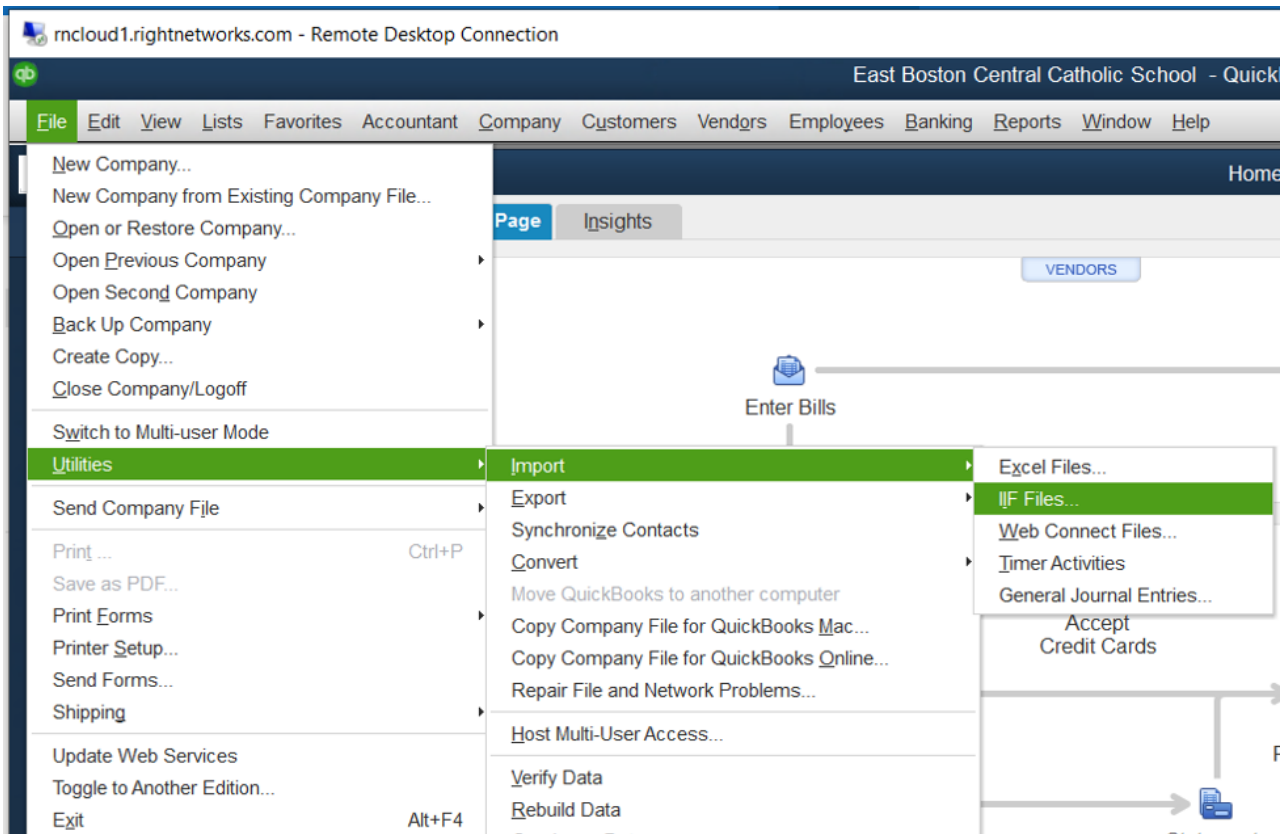 rncloud1.rightnetworks.com - Remote Desktop Connection
qb
East Boston Central Catholic School - Quick
File Edit View Lists Favorites Accountant Company Customers Vendors Employees Banking Reports Window Help
Home
Page Insights
New Company...
New Company from Existing Company File...
Open or Restore Company...
Open Previous Company
Open Second Company
Back Up Company
Create Copy...
Close Company/Logoff
Switch to Multi-user Mode
Utilities
Send Company File
Print ... Ctrl+P
Save as PDF...
Print Forms
Printer Setup...
Send Forms...
Shipping
Update Web Services
Toggle to Another Edition...
Exit Alt+F4
Import
Export
Synchronize Contacts
Convert
Move QuickBooks to another computer
Copy Company File for QuickBooks Mac...
Copy Company File for QuickBooks Online...
Repair File and Network Problems...
Host Multi-User Access...
Verify Data
Rebuild Data
Excel Files...
IIF Files...
Web Connect Files...
Timer Activities
General Journal Entries...
VENDORS
Enter Bills
Accept
Credit Cards